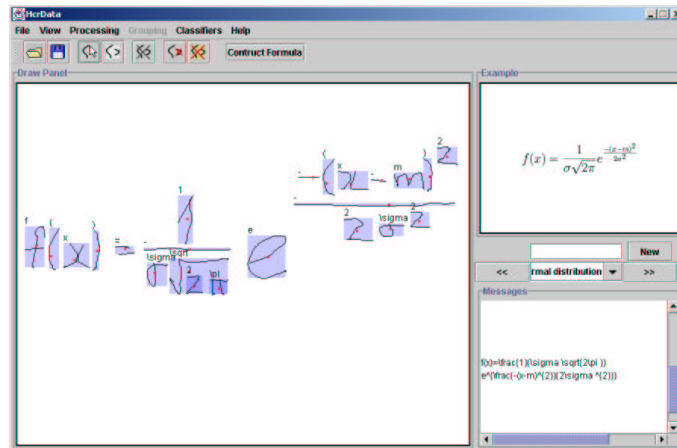 HcrData
File View Processing Grouping Classifiers Help
Contruct Formula
Draw Panel
Example
f ( x ) = 1 \sigma \sqrt 2 \pi e - ( x - m ) 2 - 2 \sigma 2
f(x) = 1/(σ√2π) e^(-(x-m)^2/2σ^2)
New
<< rmal distribution >>
Messages
f(x)=\frac{1}{\sigma \sqrt{2\pi }}
e^{\frac{-(x-m)^{2}}{2\sigma ^{2}}}